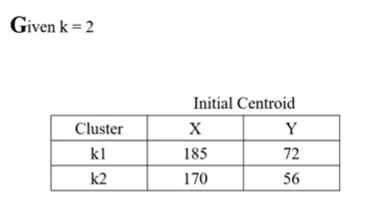 Given k = 2
Initial Centroid
Cluster X Y
k1 185 72
k2 170 56